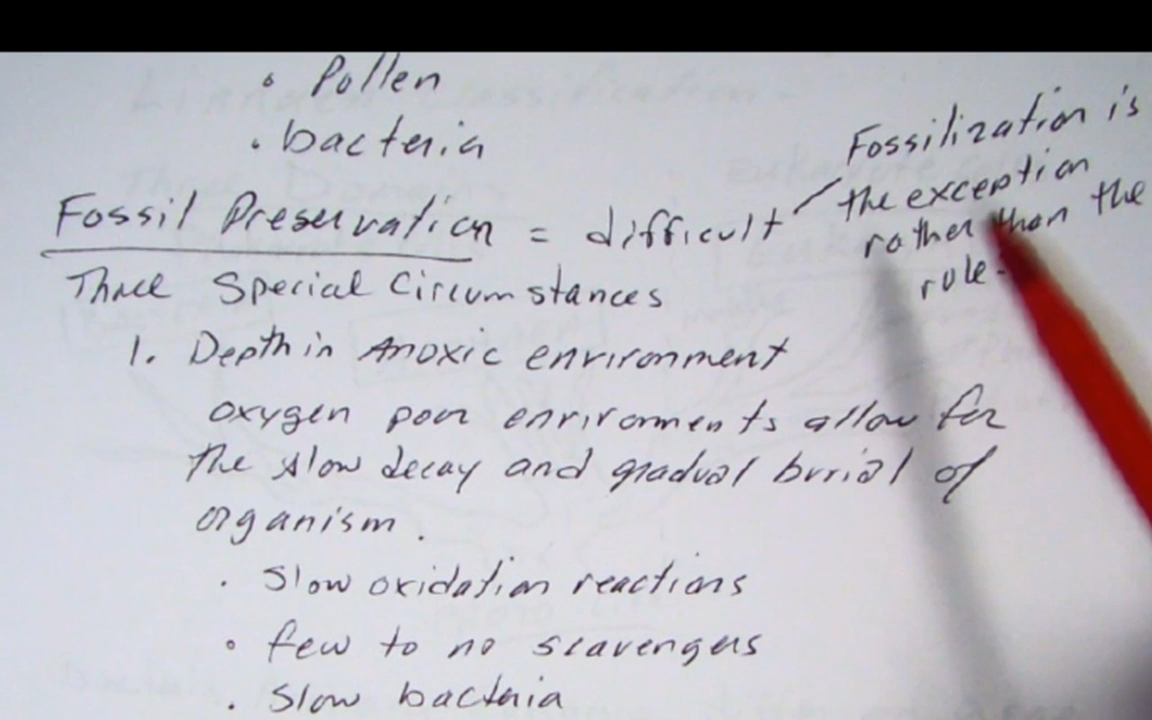 • Pollen
• bacteria
Fossil Preservation = difficult
Fossilization is
the exception
rather than the
rule.
Three Special Circumstances
1. Depth in Anoxic environment
oxygen poor environments allow for
the slow decay and gradual burial of
organism.
• Slow oxidation reactions
• few to no scavengers
• Slow bacteria